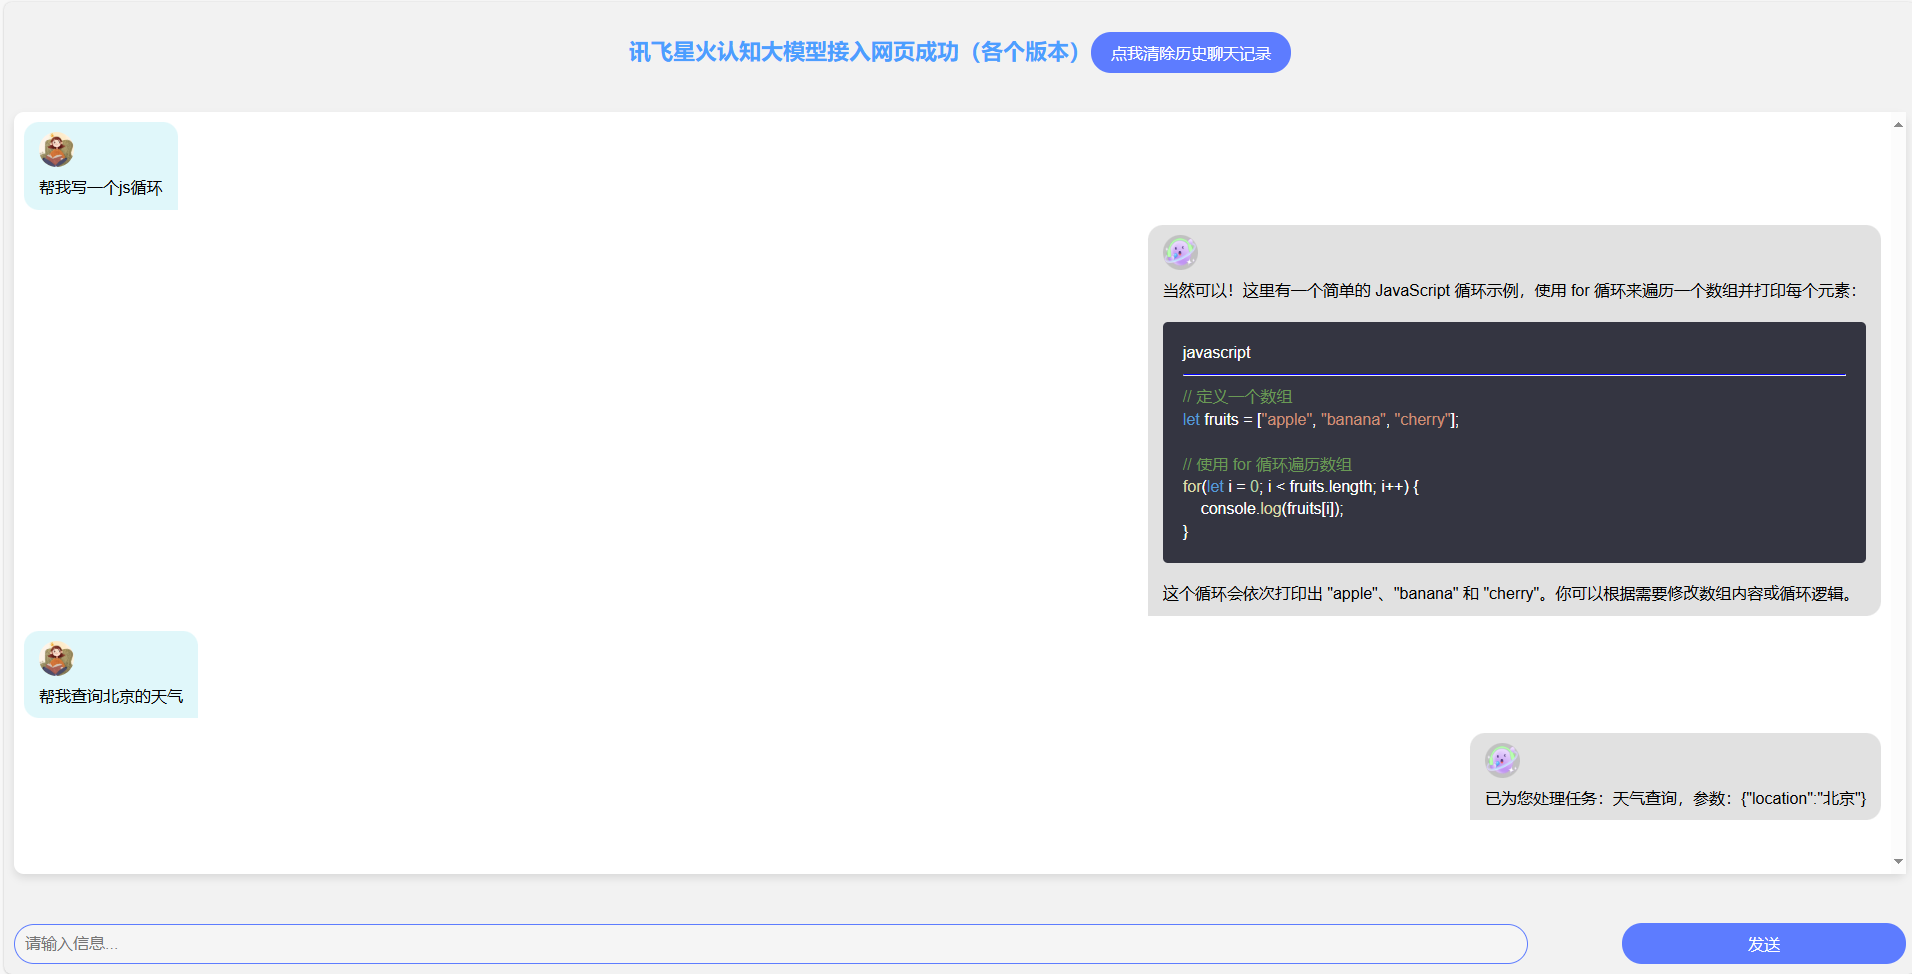 讯飞星火认知大模型接入网页成功（各个版本） 点我清除历史聊天记录
帮我写一个js循环
当然可以！这里有一个简单的 JavaScript 循环示例，使用 for 循环来遍历一个数组并打印每个元素：
javascript
// 定义一个数组
let fruits = ["apple", "banana", "cherry"];
// 使用 for 循环遍历数组
for(let i = 0; i < fruits.length; i++) {
    console.log(fruits[i]);
}
这个循环会依次打印出 "apple"、"banana" 和 "cherry"。你可以根据需要修改数组内容或循环逻辑。
帮我查询北京的天气
已为您处理任务：天气查询，参数：{"location":"北京"}
请输入信息... 发送